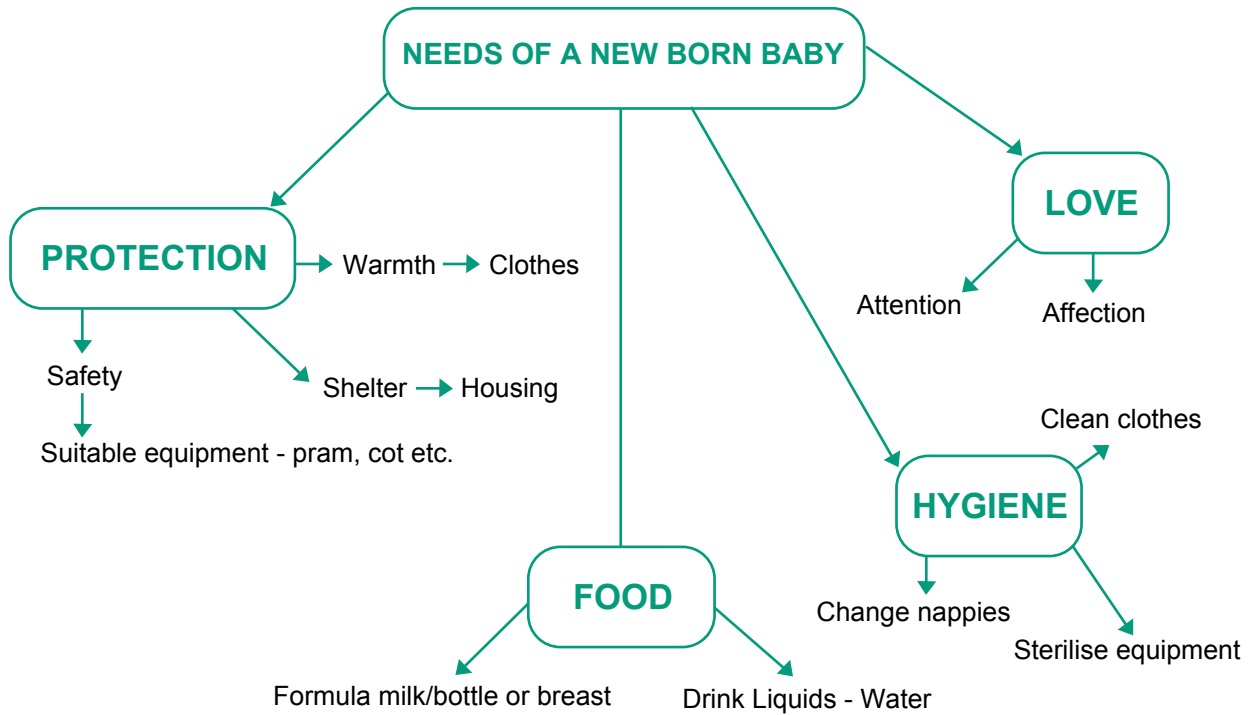 NEEDS OF A NEW BORN BABY
LOVE
PROTECTION
Warmth
Clothes
Attention
Affection
Safety
Shelter
Housing
Suitable equipment - pram, cot etc.
Clean clothes
HYGIENE
FOOD
Change nappies
Sterilise equipment
Formula milk/bottle or breast
Drink Liquids - Water